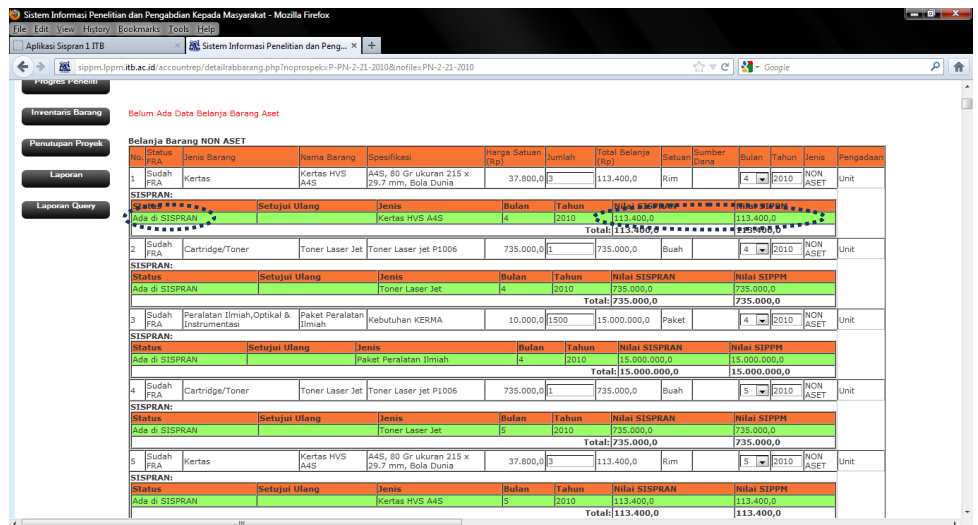 Sistem Informasi Penelitian dan Pengabdian Kepada Masyarakat - Mozilla Firefox
File Edit View History Bookmarks Tools Help
Aplikasi Sispran 1 ITB × Sistem Informasi Penelitian dan Peng... × +
sippm.lppm.itb.ac.id/accountrep/detailrabbarang.php?noprospek=P-PN-2-21-2010&nofile=PN-2-21-2010 Google
Progres Peneliti
Inventaris Barang
Penutupan Proyek
Laporan
Laporan Query
Belum Ada Data Belanja Barang Aset
Belanja Barang NON ASET
No. Status FRA Jenis Barang Nama Barang Spesifikasi Harga Satuan (Rp) Jumlah Total Belanja (Rp) Satuan Sumber Dana Bulan Tahun Jenis Pengadaan
1 Sudah FRA Kertas Kertas HVS A4S A4S, 80 Gr ukuran 215 x 29.7 mm, Bola Dunia 37.800,0 3 113.400,0 Rim 4 2010 NON ASET Unit
SISPRAN:
Status Setujui Ulang Jenis Bulan Tahun Nilai SISPRAN Nilai SIPPM
Ada di SISPRAN Kertas HVS A4S 4 2010 113.400,0 113.400,0
Total: 113.400,0 113.400,0
2 Sudah FRA Cartridge/Toner Toner Laser Jet Toner Laser jet P1006 735.000,0 1 735.000,0 Buah 4 2010 NON ASET Unit
SISPRAN:
Status Setujui Ulang Jenis Bulan Tahun Nilai SISPRAN Nilai SIPPM
Ada di SISPRAN Toner Laser Jet 4 2010 735.000,0 735.000,0
Total: 735.000,0 735.000,0
3 Sudah FRA Peralatan Ilmiah,Optikal & Instrumentasi Paket Peralatan Ilmiah Kebutuhan KERMA 10.000,0 1500 15.000.000,0 Paket 4 2010 NON ASET Unit
SISPRAN:
Status Setujui Ulang Jenis Bulan Tahun Nilai SISPRAN Nilai SIPPM
Ada di SISPRAN Paket Peralatan Ilmiah 4 2010 15.000.000,0 15.000.000,0
Total: 15.000.000,0 15.000.000,0
4 Sudah FRA Cartridge/Toner Toner Laser Jet Toner Laser jet P1006 735.000,0 1 735.000,0 Buah 5 2010 NON ASET Unit
SISPRAN:
Status Setujui Ulang Jenis Bulan Tahun Nilai SISPRAN Nilai SIPPM
Ada di SISPRAN Toner Laser Jet 5 2010 735.000,0 735.000,0
Total: 735.000,0 735.000,0
5 Sudah FRA Kertas Kertas HVS A4S A4S, 80 Gr ukuran 215 x 29.7 mm, Bola Dunia 37.800,0 3 113.400,0 Rim 5 2010 NON ASET Unit
SISPRAN:
Status Setujui Ulang Jenis Bulan Tahun Nilai SISPRAN Nilai SIPPM
Ada di SISPRAN Kertas HVS A4S 5 2010 113.400,0 113.400,0
Total: 113.400,0 113.400,0